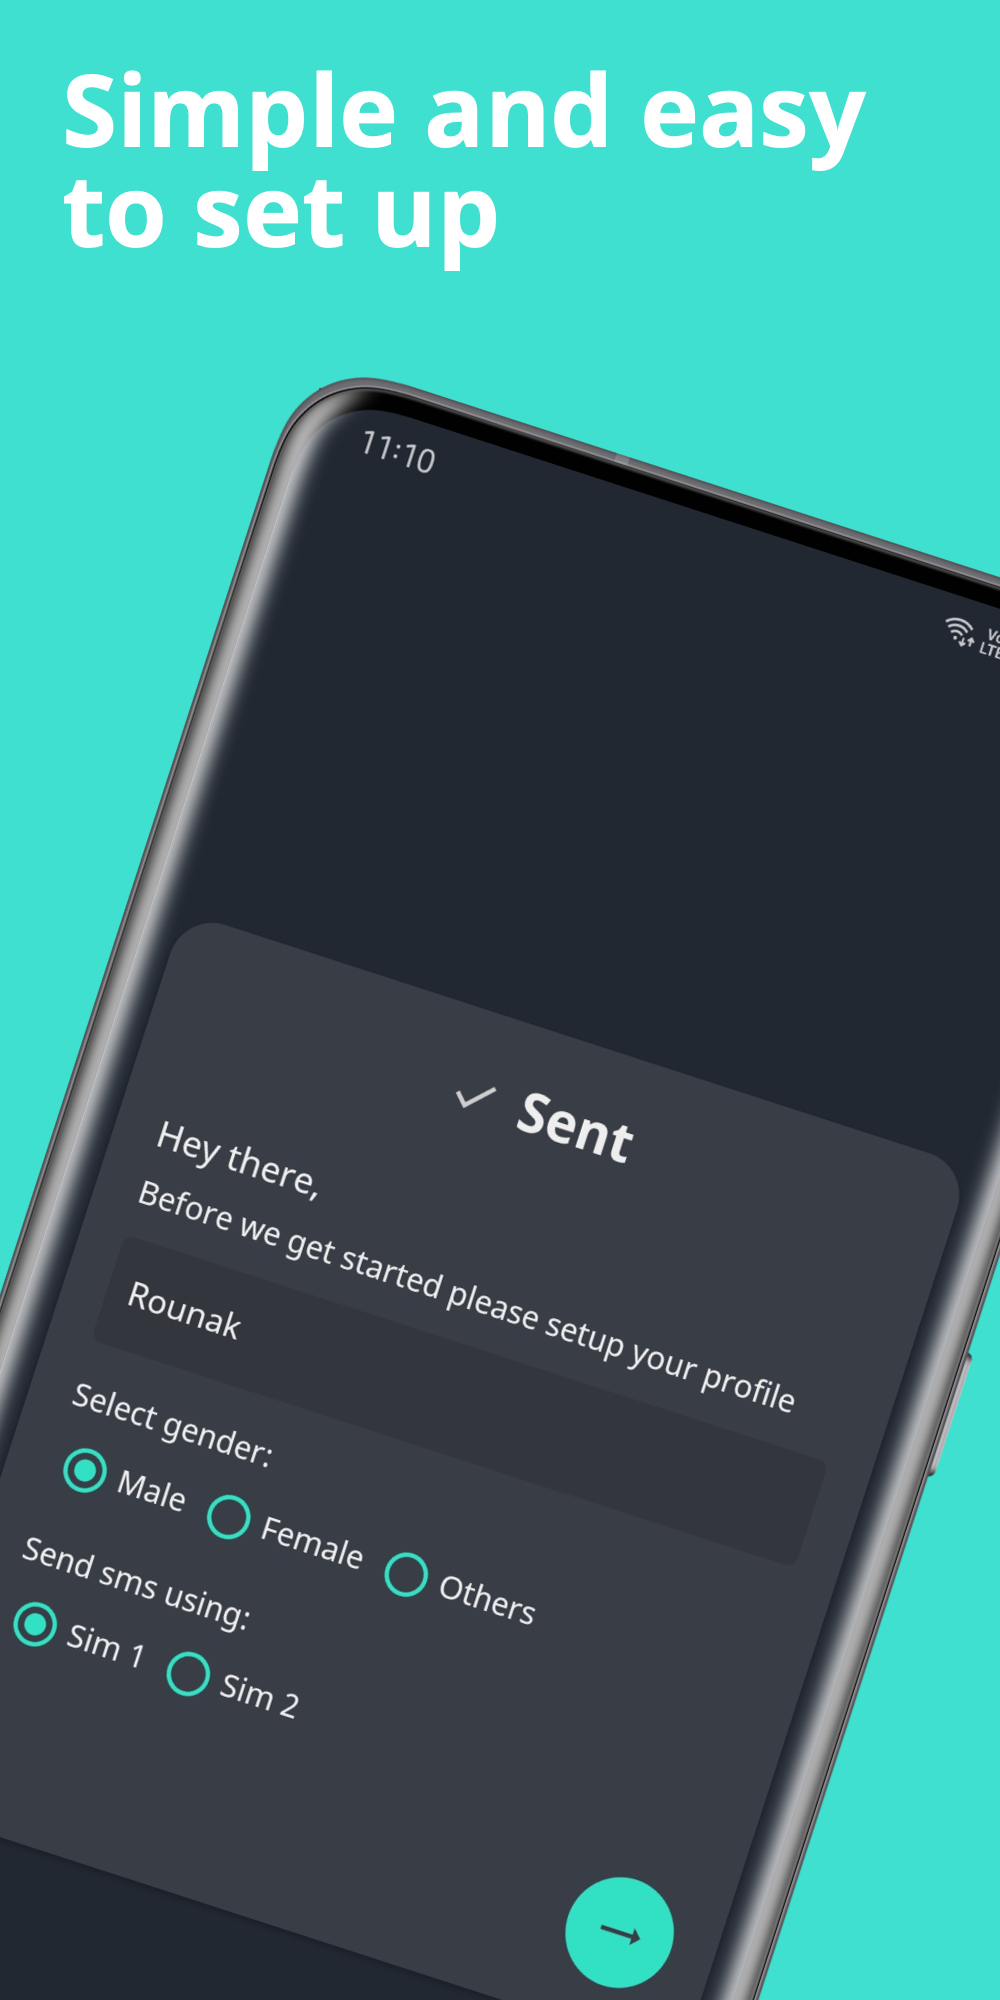 Simple and easy
to set up
11:10
LTE
Sent
Hey there,
Before we get started please setup your profile
Rounak
Select gender:
Male Female Others
Send sms using:
Sim 1 Sim 2